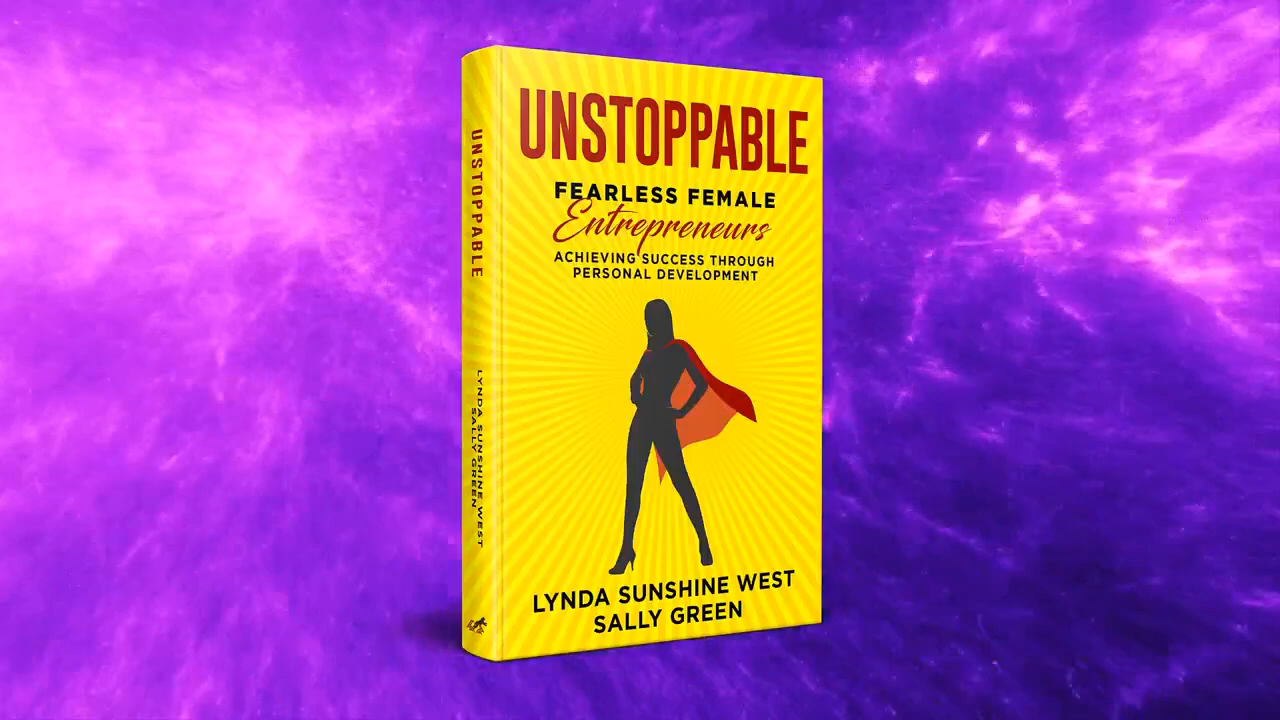 UNSTOPPABLE
FEARLESS FEMALE
Entrepreneurs
ACHIEVING SUCCESS THROUGH
PERSONAL DEVELOPMENT
LYNDA SUNSHINE WEST
SALLY GREEN
UNSTOPPABLE
LYNDA SUNSHINE WEST
SALLY GREEN